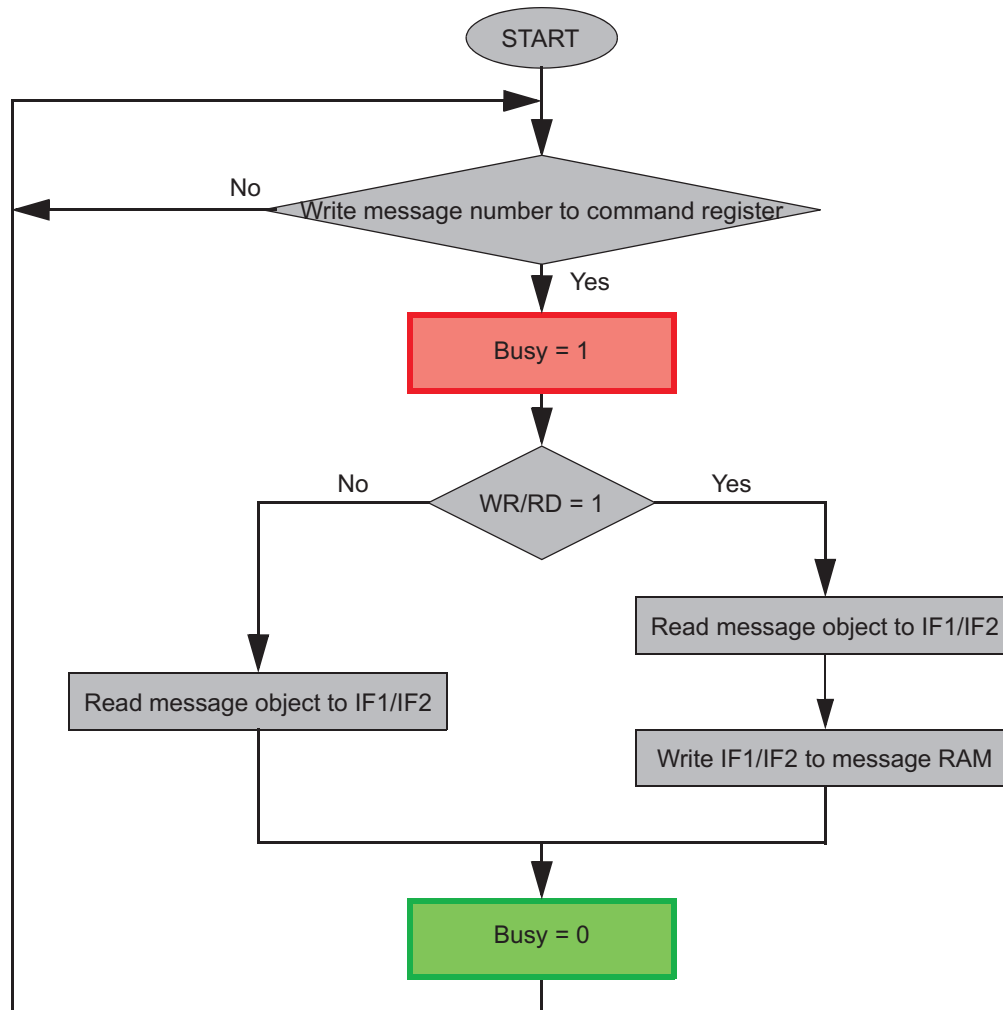 START
No
Write message number to command register
Yes
Busy = 1
No
WR/RD = 1
Yes
Read message object to IF1/IF2
Read message object to IF1/IF2
Write IF1/IF2 to message RAM
Busy = 0